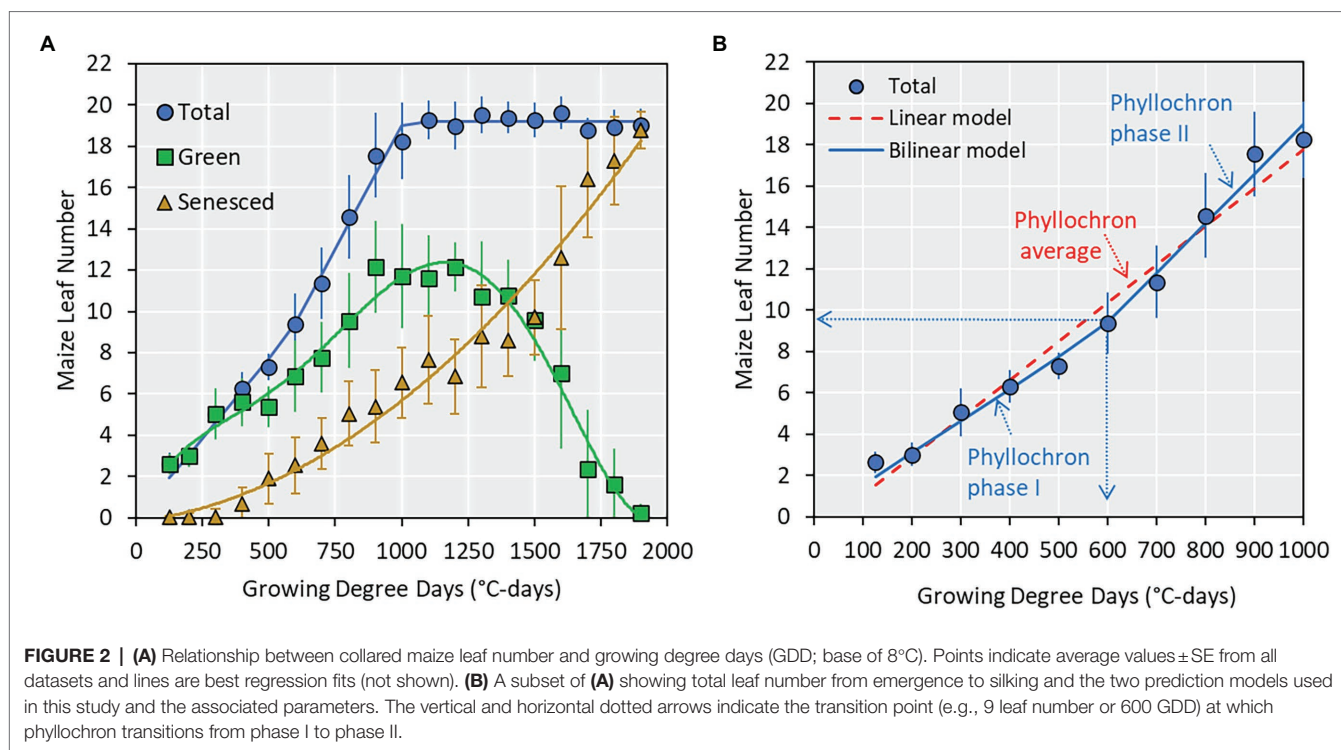 A
Maize Leaf Number
22
20
18
16
14
12
10
8
6
4
2
0
Total
Green
Senesced
0 250 500 750 1000 1250 1500 1750 2000
Growing Degree Days (°C-days)
B
Maize Leaf Number
22
20
18
16
14
12
10
8
6
4
2
0
Total
Linear model
Bilinear model
Phyllochron
phase II
Phyllochron
average
Phyllochron
phase I
0 100 200 300 400 500 600 700 800 900 1000
Growing Degree Days (°C-days)
FIGURE 2 | (A) Relationship between collared maize leaf number and growing degree days (GDD; base of 8°C). Points indicate average values ± SE from all
datasets and lines are best regression fits (not shown). (B) A subset of (A) showing total leaf number from emergence to silking and the two prediction models used
in this study and the associated parameters. The vertical and horizontal dotted arrows indicate the transition point (e.g., 9 leaf number or 600 GDD) at which
phyllochron transitions from phase I to phase II.